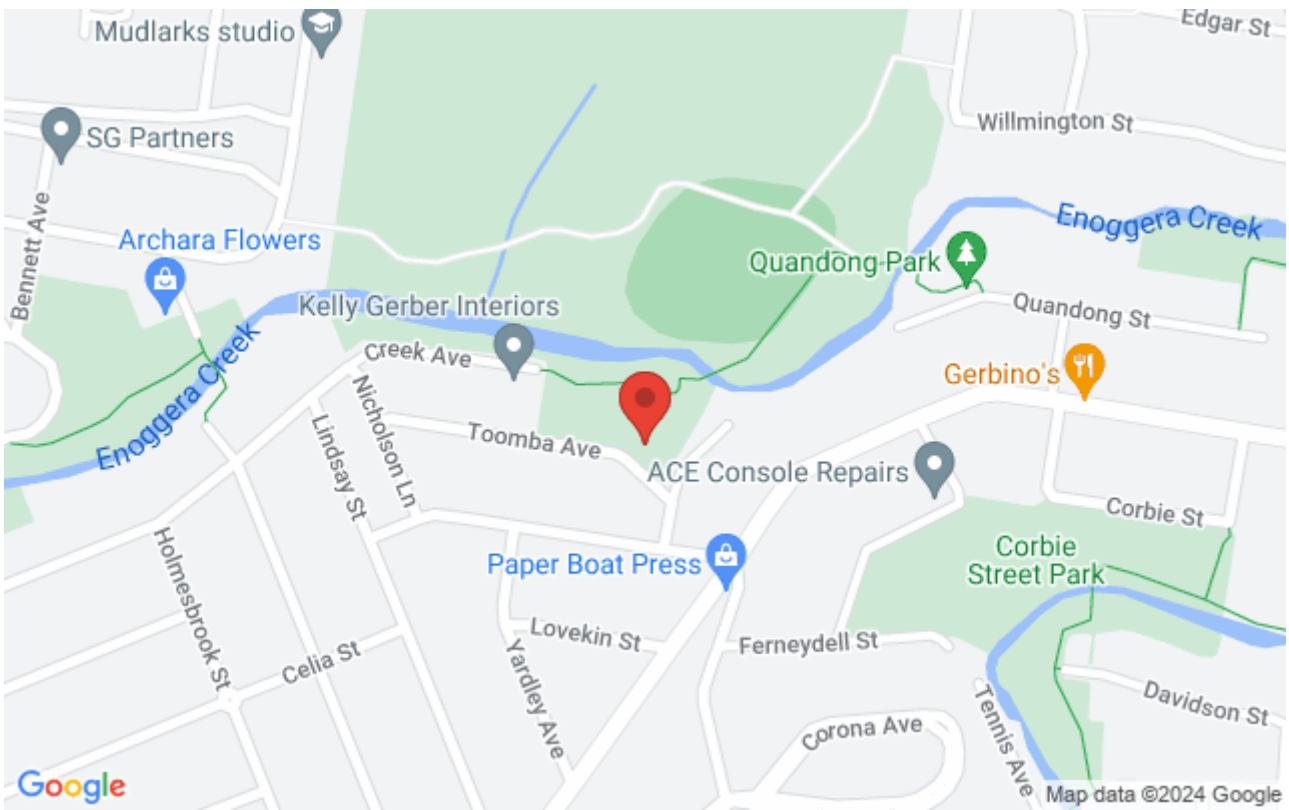 Edgar St
Mudlarks studio
Willmington St
SG Partners
Bennett Ave
Enoggera Creek
Archara Flowers
Quandong Park
Kelly Gerber Interiors
Quandong St
Creek Ave
Enoggera Creek
Gerbino's
Nicholson Ln
Lindsay St
Toomba Ave
ACE Console Repairs
Corbie St
Holmesbrook St
Corbie
Street Park
Paper Boat Press
Lovekin St
Ferneydell St
Celia St
Yardley Ave
Davidson St
Tennis Ave
Corona Ave
Google
Map data ©2024 Google